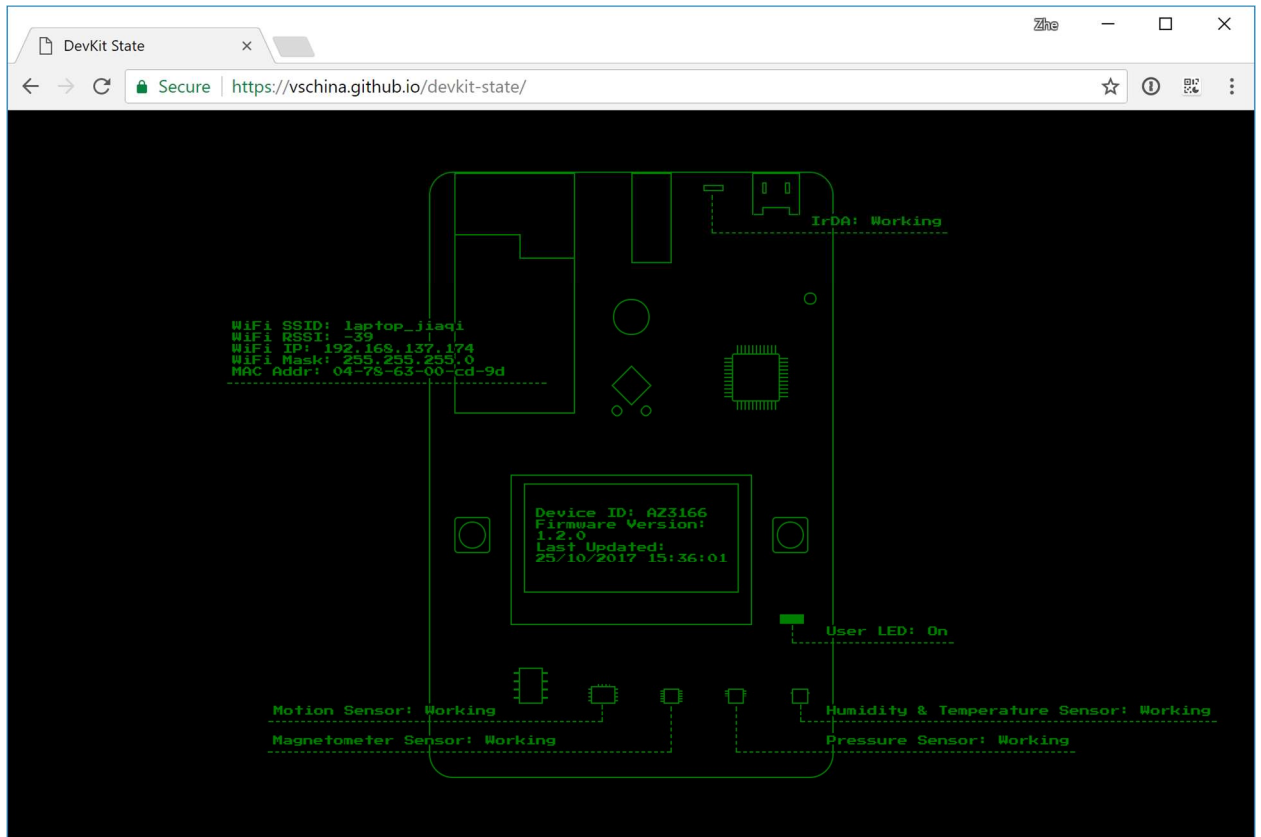 Zhe
DevKit State
Secure
https://vschina.github.io/devkit-state/
IrDA: Working
WiFi SSID: laptop_jiaqi
WiFi RSSI: -39
WiFi IP: 192.168.137.174
WiFi Mask: 255.255.255.0
MAC Addr: 04-78-63-00-cd-9d
Device ID: AZ3166
Firmware Version:
1.2.0
Last Updated:
25/10/2017 15:36:01
User LED: On
Motion Sensor: Working
Humidity & Temperature Sensor: Working
Magnetometer Sensor: Working
Pressure Sensor: Working